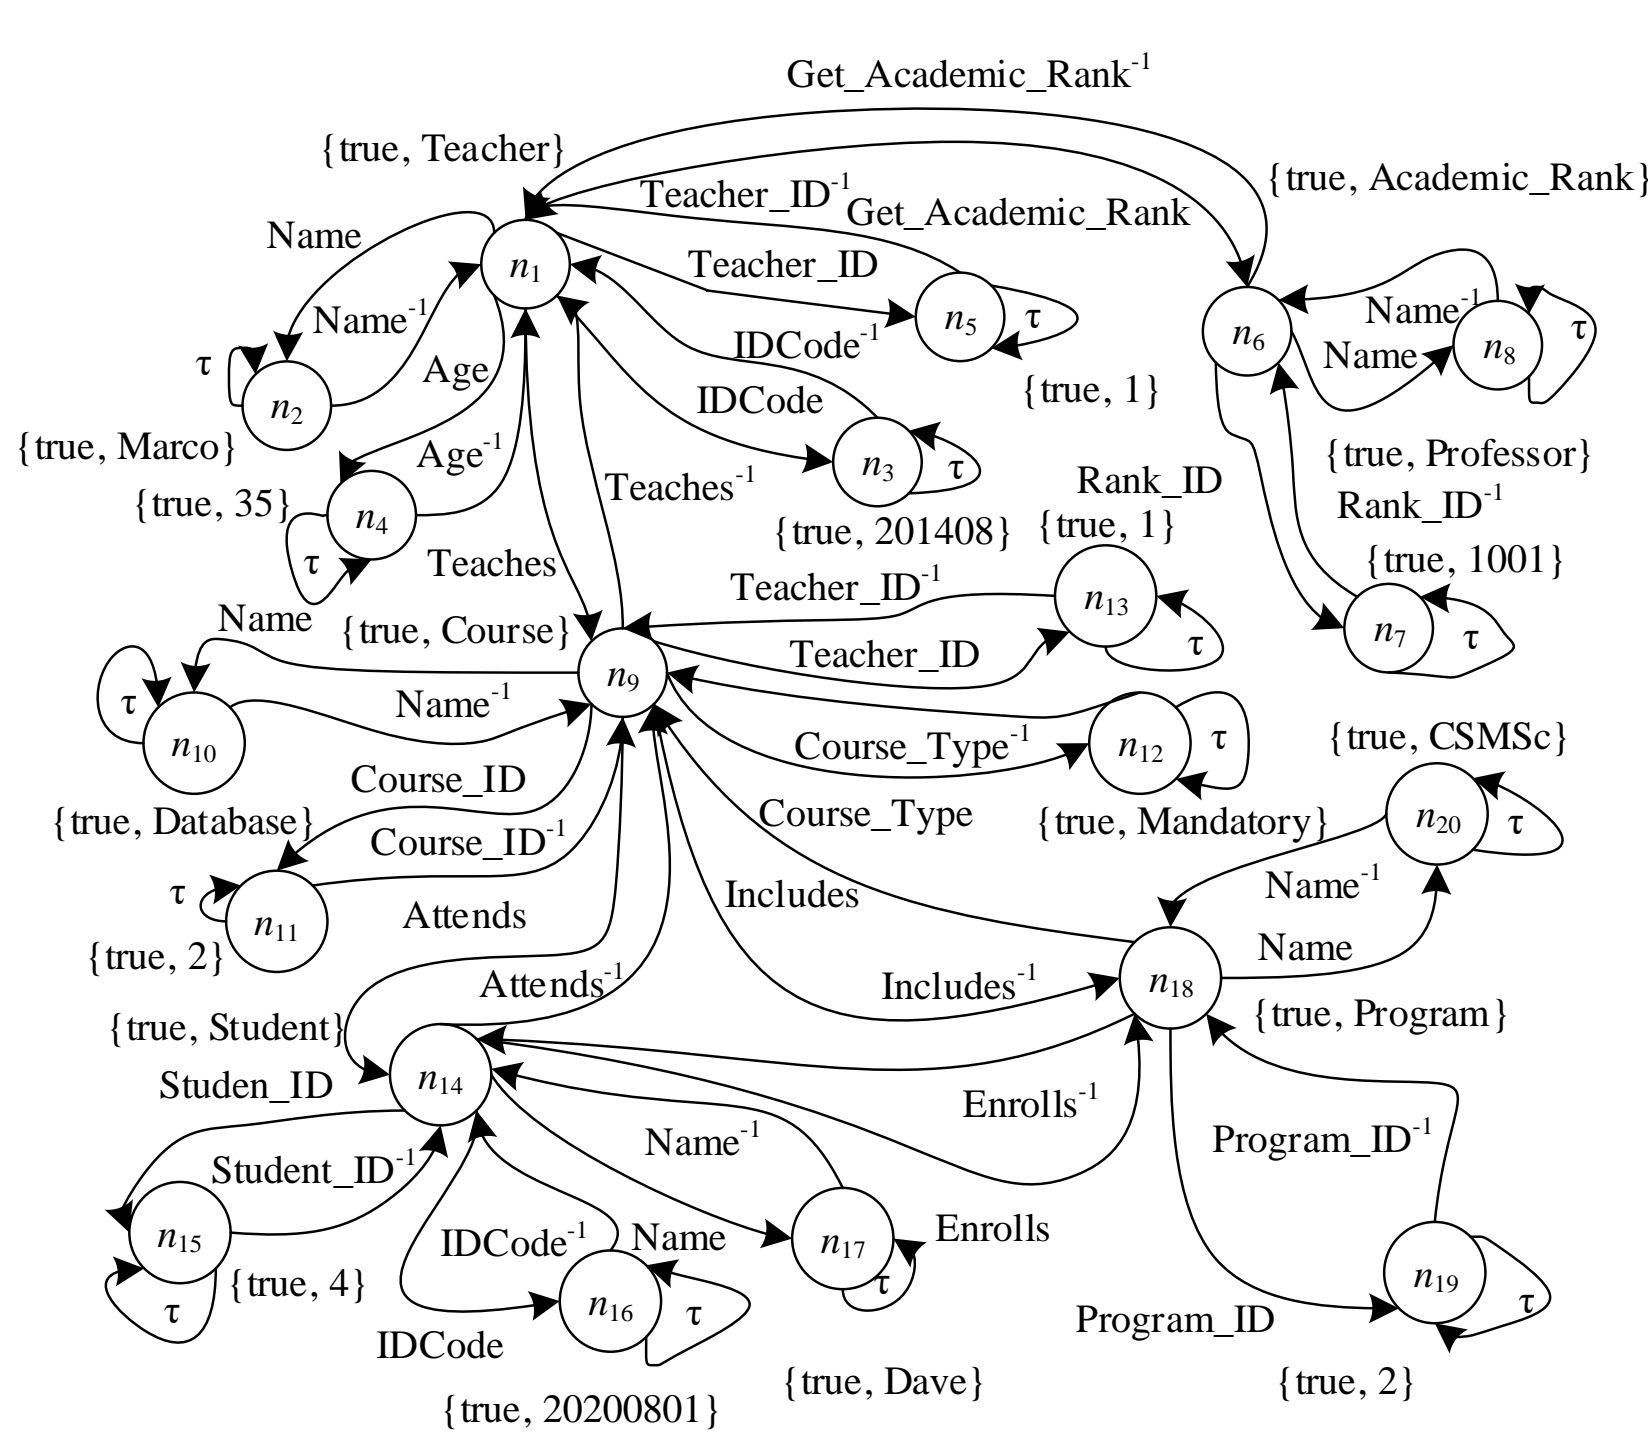 Get_Academic_Rank⁻¹
{true, Teacher}
{true, Academic_Rank}
Teacher_ID⁻¹
Get_Academic_Rank
Name
n₁
Teacher_ID
Name⁻¹
n₅
τ
Name⁻¹
τ
n₆
n₈
IDCode⁻¹
Name
τ
Age
{true, 1}
n₂
IDCode
{true, Marco}
Age⁻¹
{true, Professor}
n₃
τ
Teaches⁻¹
Rank_ID
{true, 35}
Rank_ID⁻¹
n₄
{true, 201408}
{true, 1}
τ
Teaches
{true, 1001}
Teacher_ID⁻¹
n₁₃
Name
{true, Course}
n₇
τ
τ
Teacher_ID
n₉
τ
Name⁻¹
n₁₀
Course_Type⁻¹
n₁₂
τ
{true, CSMSc}
Course_ID
Course_Type
{true, Database}
{true, Mandatory}
n₂₀
τ
Course_ID⁻¹
τ
Includes
Name⁻¹
n₁₁
Attends
{true, 2}
Name
Attends⁻¹
Includes⁻¹
n₁₈
{true, Student}
{true, Program}
Studen_ID
n₁₄
Enrolls⁻¹
Name⁻¹
Program_ID⁻¹
Student_ID⁻¹
n₁₅
IDCode⁻¹
Name
n₁₇
Enrolls
{true, 4}
τ
n₁₉
τ
τ
n₁₆
τ
IDCode
Program_ID
{true, Dave}
{true, 2}
{true, 20200801}